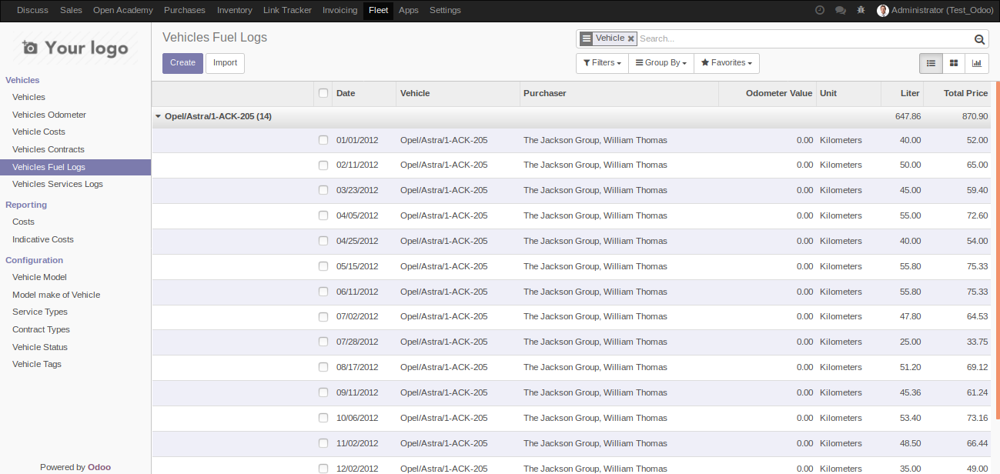 Discuss Sales Open Academy Purchases Inventory Link Tracker Invoicing Fleet Apps Settings Administrator (Test_Odoo)
Your logo
Vehicles
Vehicles
Vehicles Odometer
Vehicle Costs
Vehicles Contracts
Vehicles Fuel Logs
Vehicles Services Logs
Reporting
Costs
Indicative Costs
Configuration
Vehicle Model
Model make of Vehicle
Service Types
Contract Types
Vehicle Status
Vehicle Tags
Powered by Odoo
Vehicles Fuel Logs
Vehicle Search...
Create Import
Filters Group By Favorites
Date Vehicle Purchaser Odometer Value Unit Liter Total Price
Opel/Astra/1-ACK-205 (14) 647.86 870.90
01/01/2012 Opel/Astra/1-ACK-205 The Jackson Group, William Thomas 0.00 Kilometers 40.00 52.00
02/11/2012 Opel/Astra/1-ACK-205 The Jackson Group, William Thomas 0.00 Kilometers 50.00 65.00
03/23/2012 Opel/Astra/1-ACK-205 The Jackson Group, William Thomas 0.00 Kilometers 45.00 59.40
04/05/2012 Opel/Astra/1-ACK-205 The Jackson Group, William Thomas 0.00 Kilometers 55.00 72.60
04/25/2012 Opel/Astra/1-ACK-205 The Jackson Group, William Thomas 0.00 Kilometers 40.00 54.00
05/15/2012 Opel/Astra/1-ACK-205 The Jackson Group, William Thomas 0.00 Kilometers 55.80 75.33
06/11/2012 Opel/Astra/1-ACK-205 The Jackson Group, William Thomas 0.00 Kilometers 55.80 75.33
07/02/2012 Opel/Astra/1-ACK-205 The Jackson Group, William Thomas 0.00 Kilometers 47.80 64.53
07/28/2012 Opel/Astra/1-ACK-205 The Jackson Group, William Thomas 0.00 Kilometers 25.00 33.75
08/17/2012 Opel/Astra/1-ACK-205 The Jackson Group, William Thomas 0.00 Kilometers 51.20 69.12
09/11/2012 Opel/Astra/1-ACK-205 The Jackson Group, William Thomas 0.00 Kilometers 45.36 61.24
10/06/2012 Opel/Astra/1-ACK-205 The Jackson Group, William Thomas 0.00 Kilometers 53.40 73.16
11/02/2012 Opel/Astra/1-ACK-205 The Jackson Group, William Thomas 0.00 Kilometers 48.50 66.44
12/02/2012 Opel/Astra/1-ACK-205 The Jackson Group, William Thomas 0.00 Kilometers 35.00 49.00